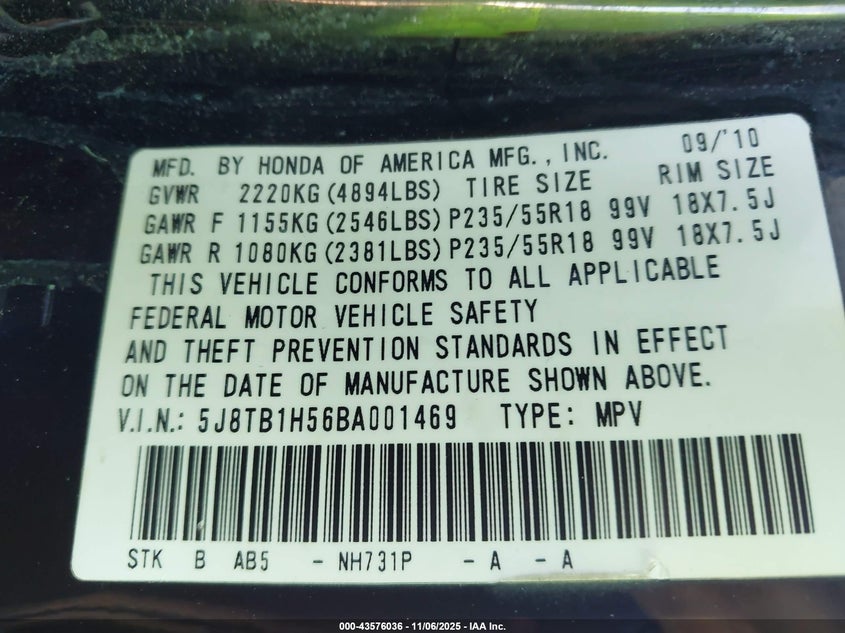 MFD. BY HONDA OF AMERICA MFG., INC. 09/'10
GVWR 2220KG (4894LBS) TIRE SIZE RIM SIZE
GAWR F 1155KG (2546LBS) P235/55R18 99V 18X7.5J
GAWR R 1080KG (2381LBS) P235/55R18 99V 18X7.5J
THIS VEHICLE CONFORMS TO ALL APPLICABLE
FEDERAL MOTOR VEHICLE SAFETY
AND THEFT PREVENTION STANDARDS IN EFFECT
ON THE DATE OF MANUFACTURE SHOWN ABOVE.
V.I.N.: 5J8TB1H56BA001469 TYPE: MPV
STK B AB5 - NH731P - A - A
000-43576036 - 11/06/2025 - IAA Inc.